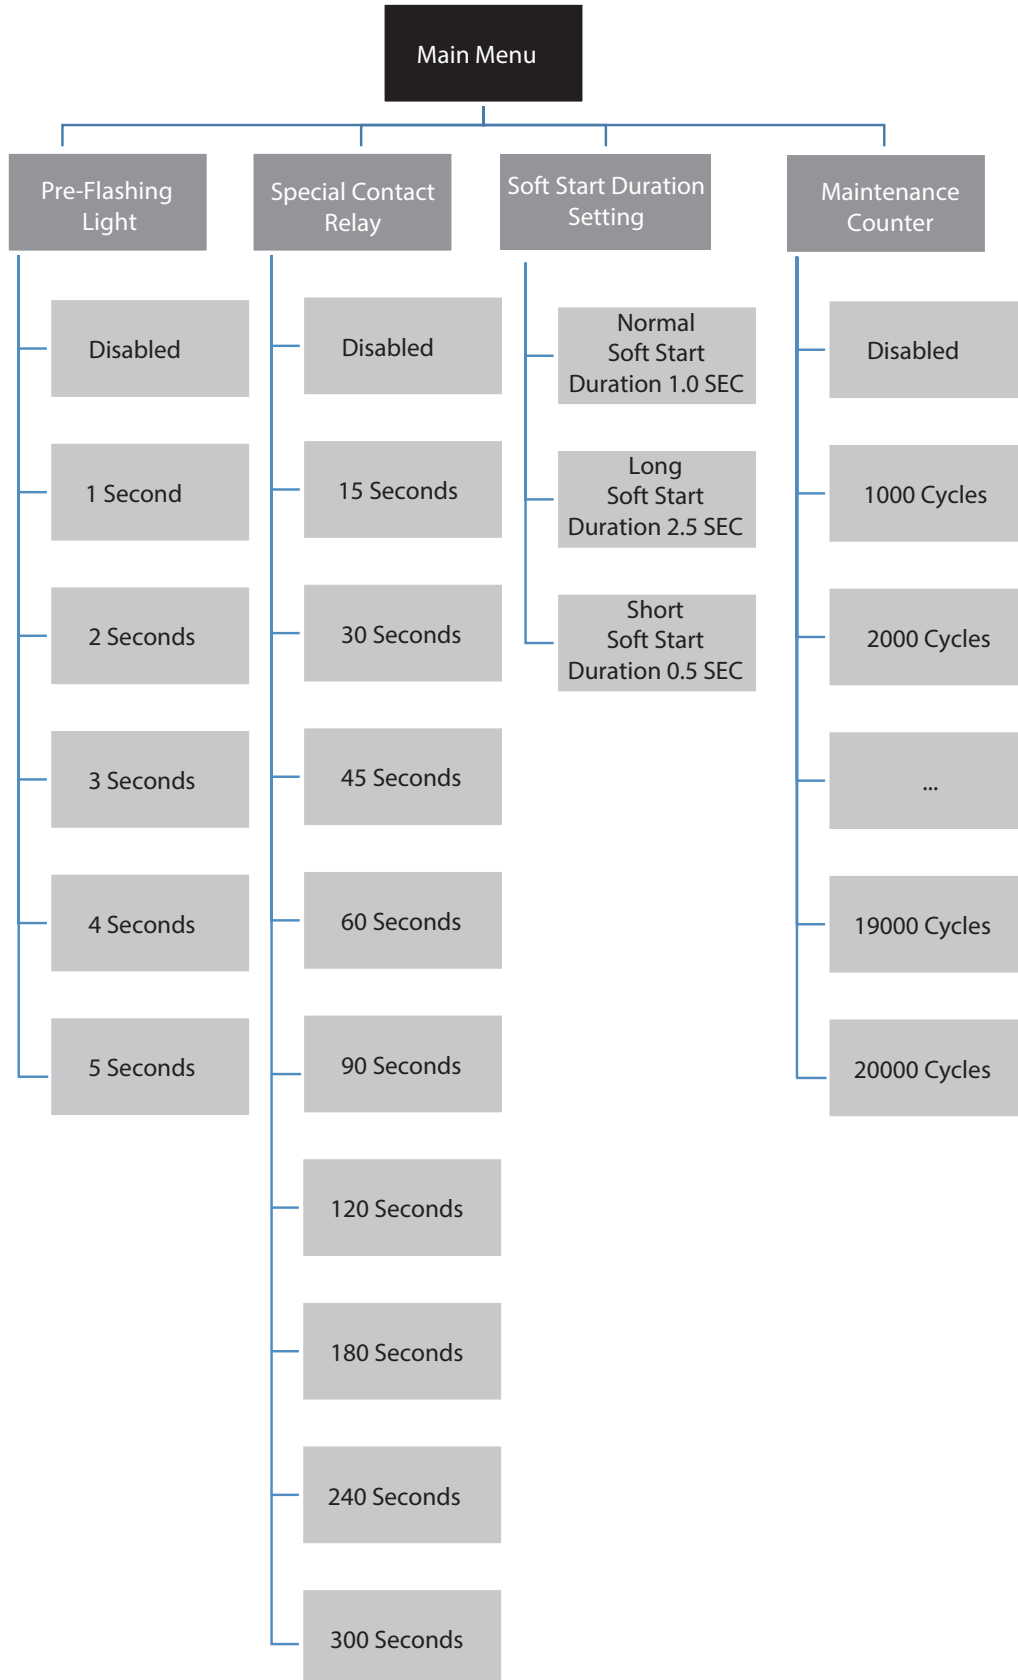 Main Menu
Pre-Flashing
Light
Special Contact
Relay
Soft Start Duration
Setting
Maintenance
Counter
Disabled
1 Second
2 Seconds
3 Seconds
4 Seconds
5 Seconds
Disabled
15 Seconds
30 Seconds
45 Seconds
60 Seconds
90 Seconds
120 Seconds
180 Seconds
240 Seconds
300 Seconds
Normal
Soft Start
Duration 1.0 SEC
Long
Soft Start
Duration 2.5 SEC
Short
Soft Start
Duration 0.5 SEC
Disabled
1000 Cycles
2000 Cycles
...
19000 Cycles
20000 Cycles